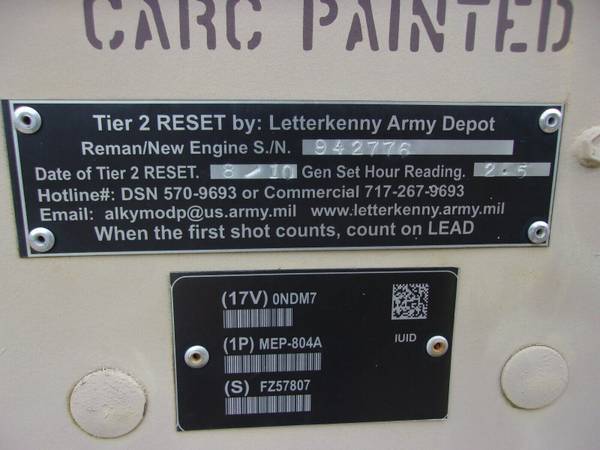 CARC PAINTED
Tier 2 RESET by: Letterkenny Army Depot
Reman/New Engine S./N. 942776
Date of Tier 2 RESET. 8/10 Gen Set Hour Reading. 2.5
Hotline#: DSN 570-9693 or Commercial 717-267-9693
Email: alkymodp@us.army.mil www.letterkenny.army.mil
When the first shot counts, count on LEAD
(17V) 0NDM7
(1P) MEP-804A
IUID
(S) FZ57807